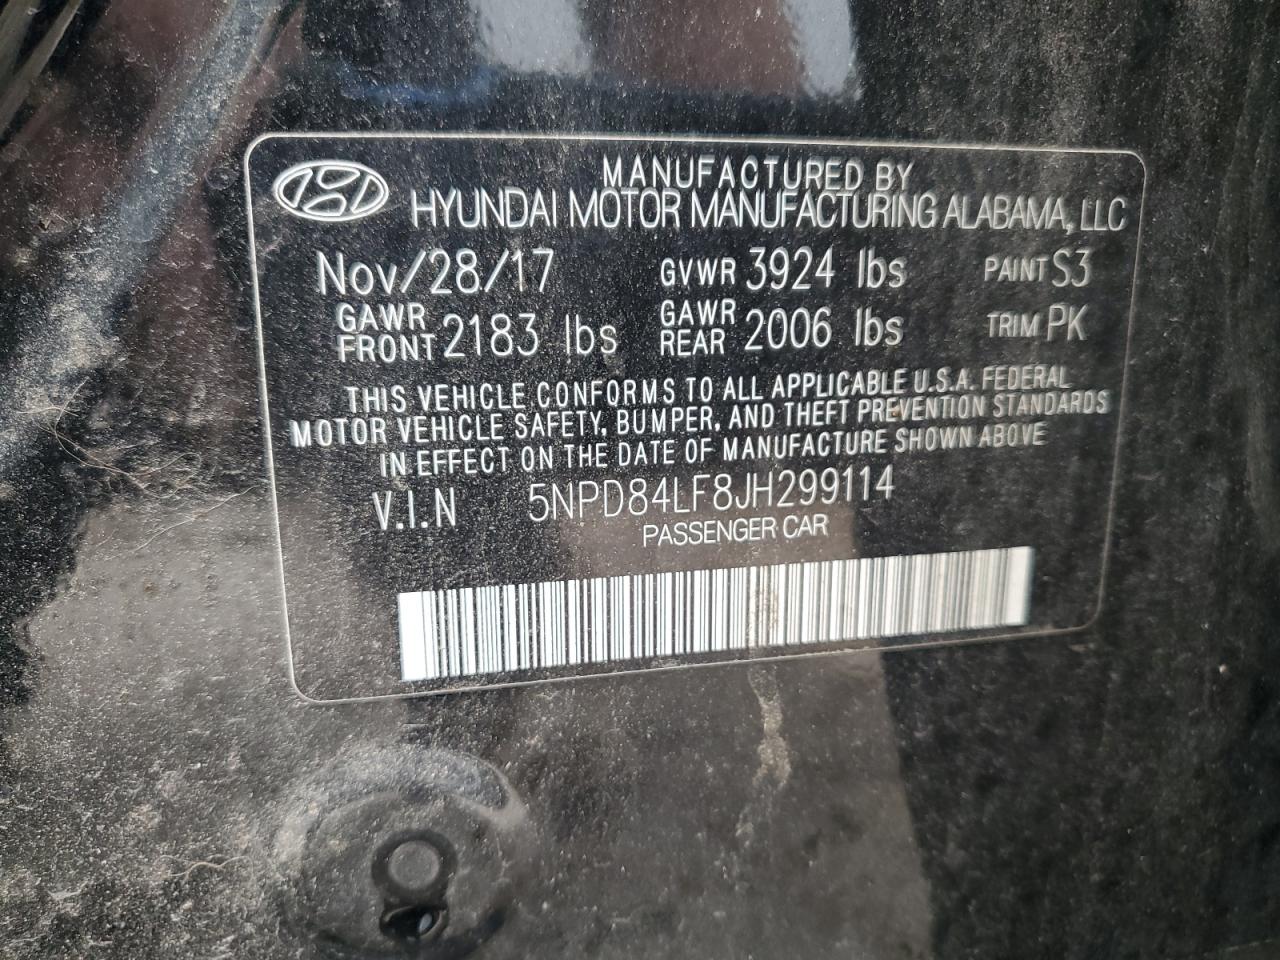 MANUFACTURED BY
HYUNDAI MOTOR MANUFACTURING ALABAMA, LLC
Nov/28/17 GVWR 3924 lbs PAINT S3
GAWR FRONT 2183 lbs GAWR REAR 2006 lbs TRIM PK
THIS VEHICLE CONFORMS TO ALL APPLICABLE U.S.A. FEDERAL
MOTOR VEHICLE SAFETY, BUMPER, AND THEFT PREVENTION STANDARDS
IN EFFECT ON THE DATE OF MANUFACTURE SHOWN ABOVE
V.I.N 5NPD84LF8JH299114
PASSENGER CAR